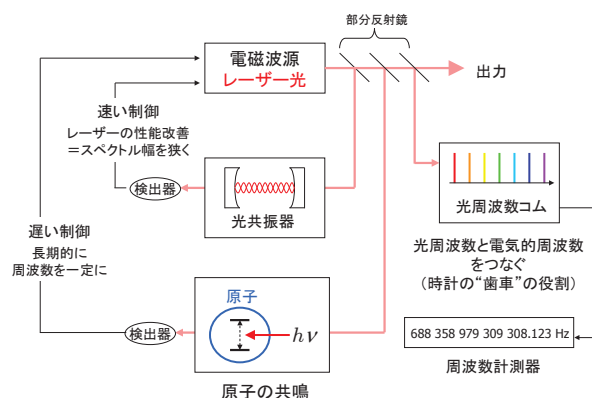 部分反射鏡
電磁波源
レーザー光
出力
速い制御
レーザーの性能改善
＝スペクトル幅を狭く
検出器
光共振器
光周波数コム
遅い制御
長期的に
周波数を一定に
光周波数と電気的周波数
をつなぐ
（時計の“歯車”の役割）
原子
hν
検出器
688 358 979 309 308.123 Hz
周波数計測器
原子の共鳴